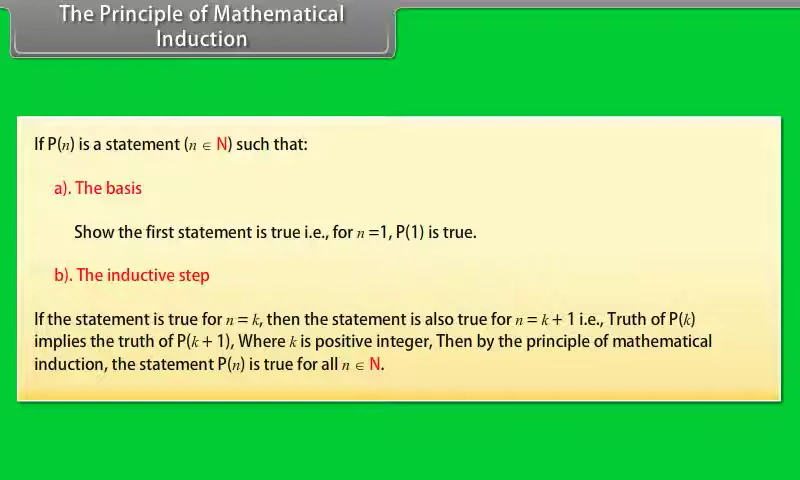 The Principle of Mathematical
Induction
If P(n) is a statement (n ∈ N) such that:
a). The basis
Show the first statement is true i.e., for n =1, P(1) is true.
b). The inductive step
If the statement is true for n = k, then the statement is also true for n = k + 1 i.e., Truth of P(k)
implies the truth of P(k + 1), Where k is positive integer, Then by the principle of mathematical
induction, the statement P(n) is true for all n ∈ N.